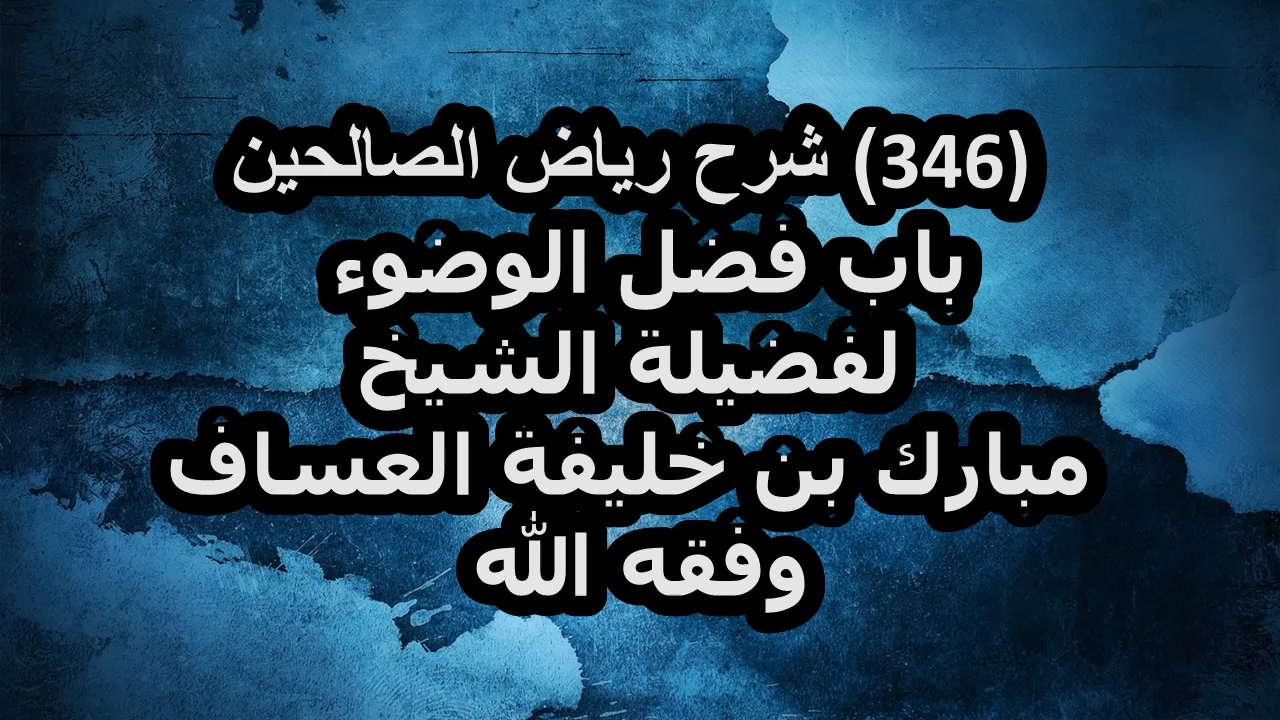 (346) شرح رياض الصالحين
باب فضل الوضوء
لفضيلة الشيخ
مبارك بن خليفة العساف
وفقه الله